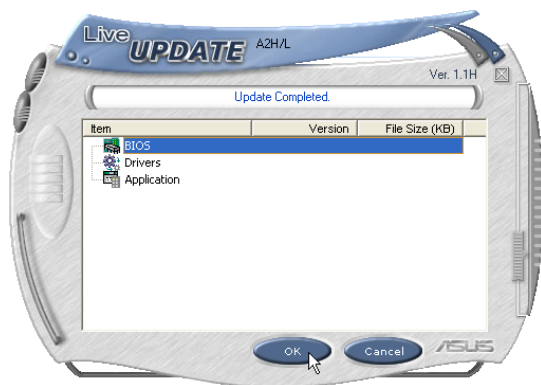 Live UPDATE A2H/L
Ver. 1.1H
Update Completed.
Item Version File Size (KB)
BIOS
Drivers
Application
OK Cancel
ASUS